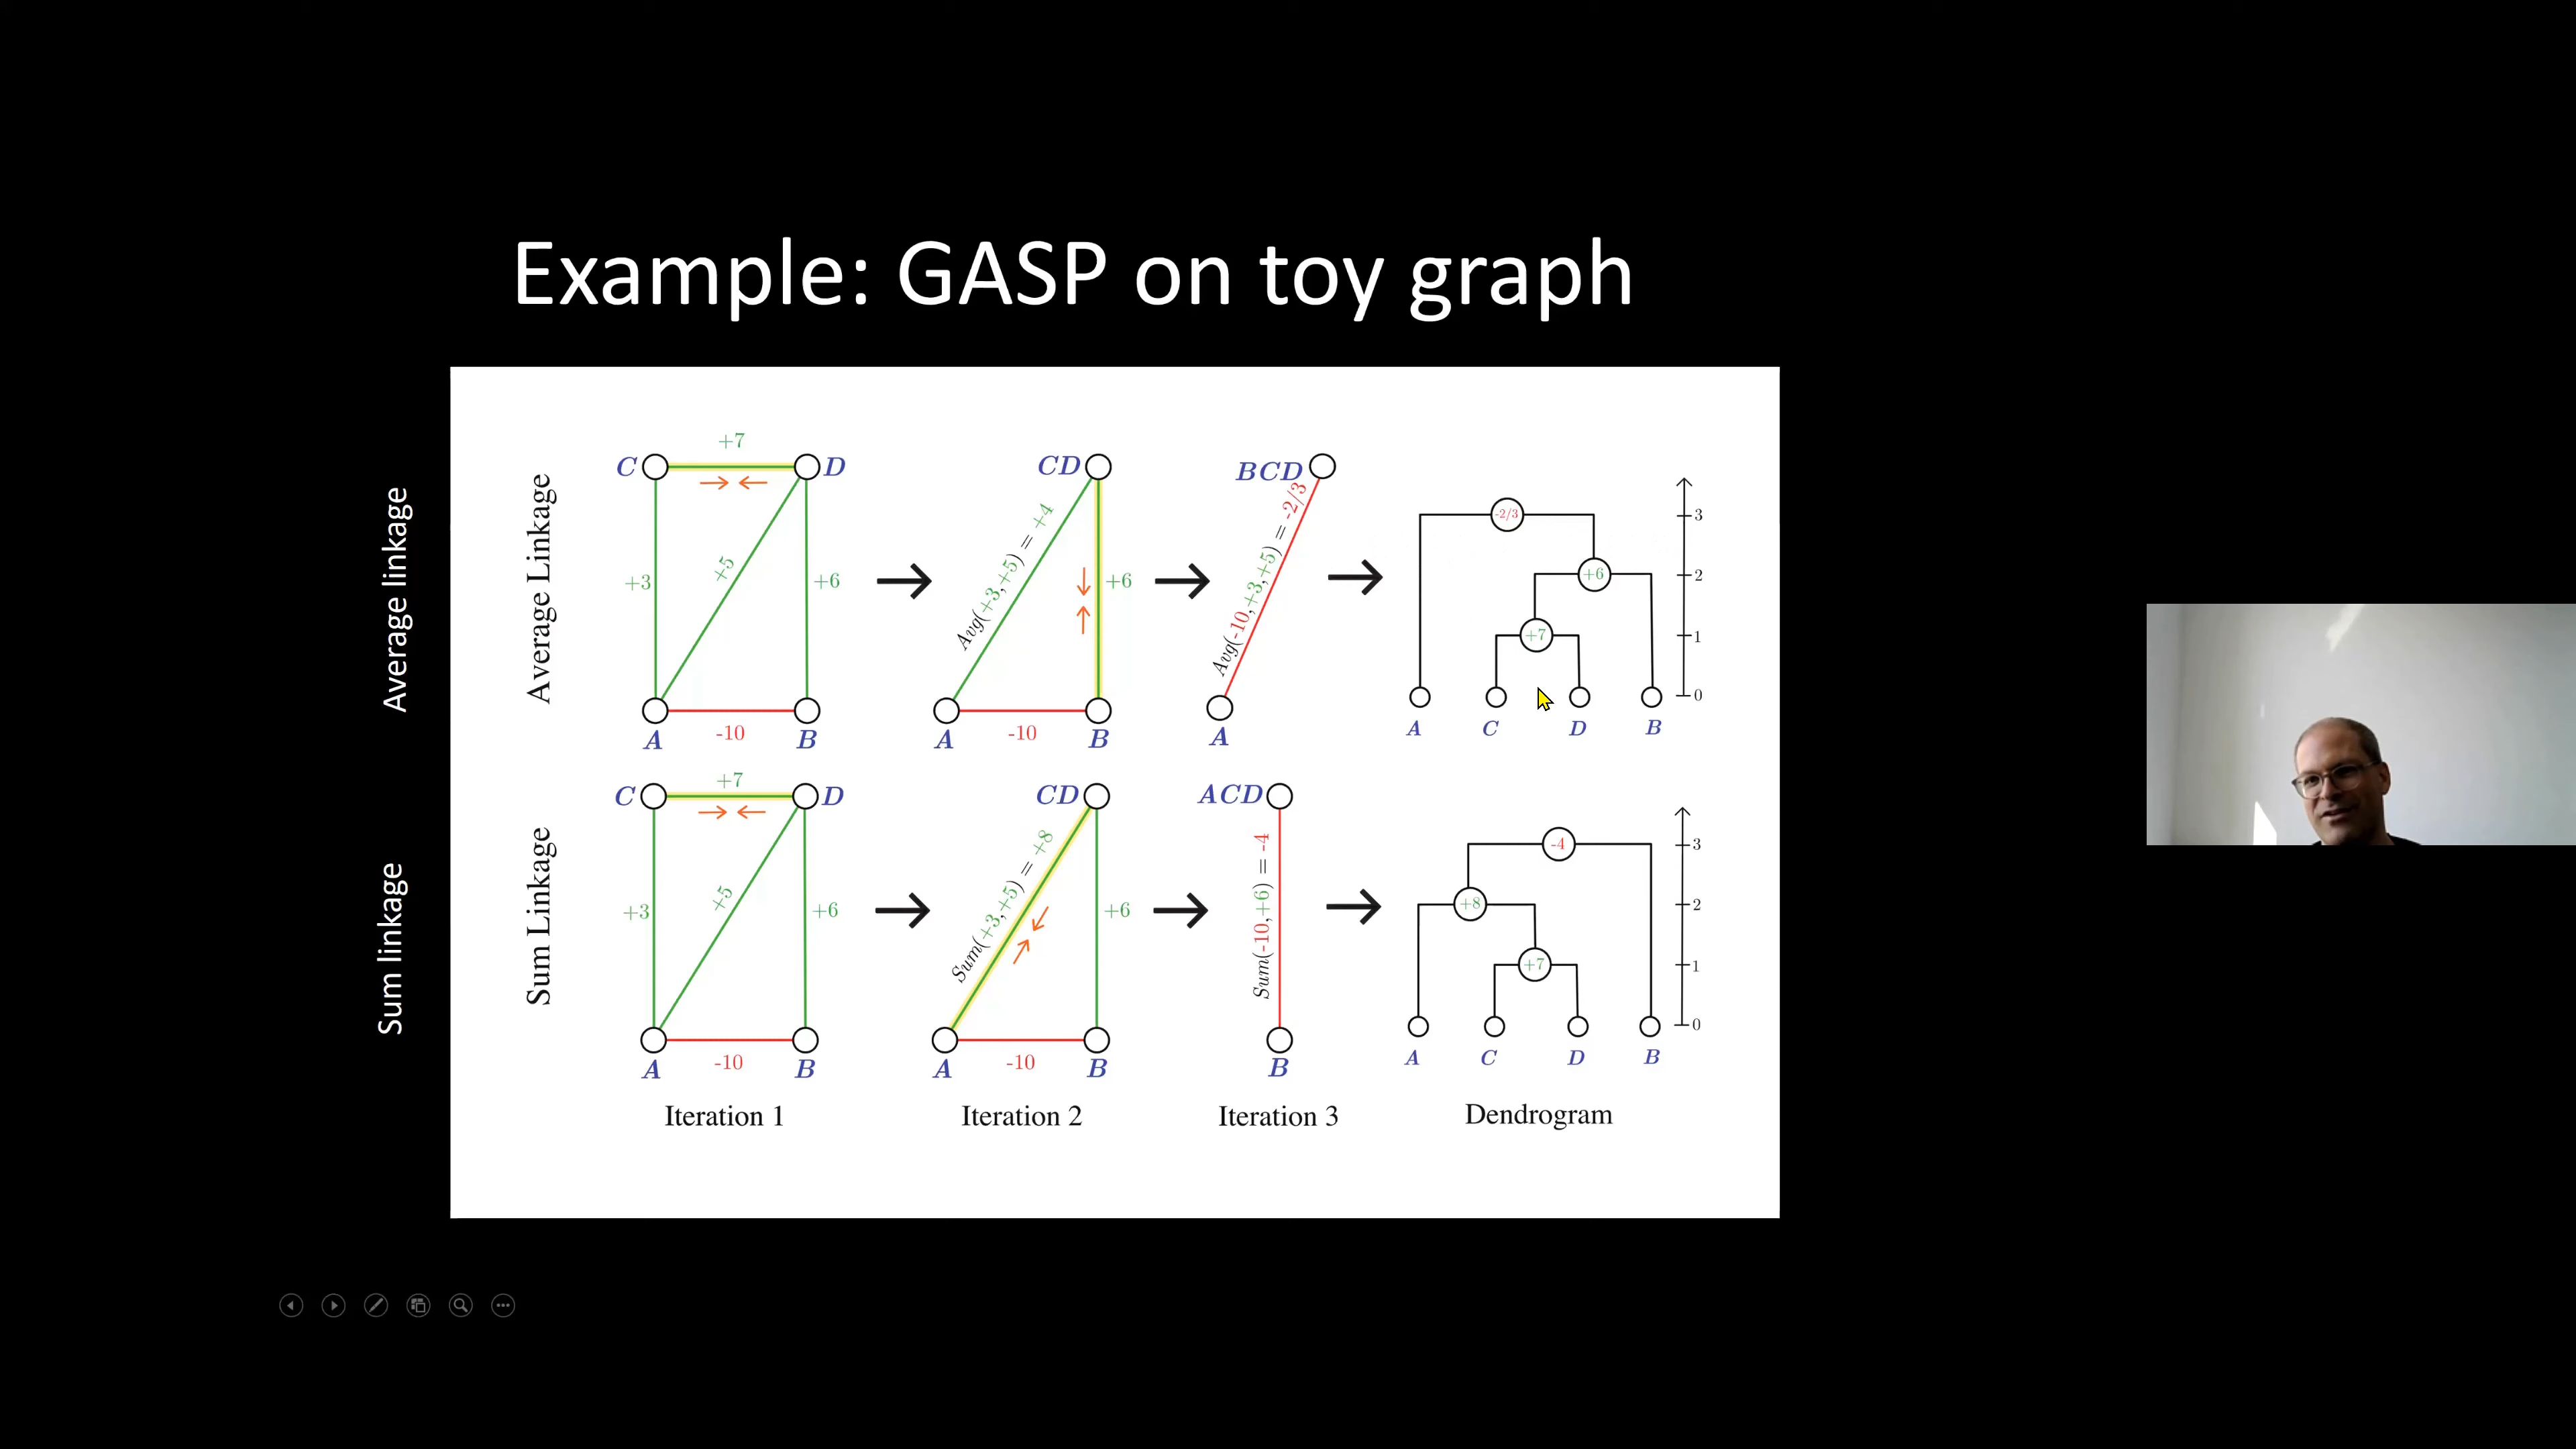 Example: GASP on toy graph
Average linkage
Average Linkage
C
+7
D
+3
+5
+6
A
-10
B
CD
Avg(+3,+5) = +4
+6
A
-10
B
BCD
Avg(-10,+3,+5) = -2/3
A
-2/3
+6
+7
3
2
1
0
A
C
D
B
Sum linkage
Sum Linkage
C
+7
D
+3
+5
+6
A
-10
B
CD
Sum(+3,+5) = +8
+6
A
-10
B
ACD
Sum(-10,+6) = -4
B
-4
+8
+7
3
2
1
0
A
C
D
B
Iteration 1
Iteration 2
Iteration 3
Dendrogram